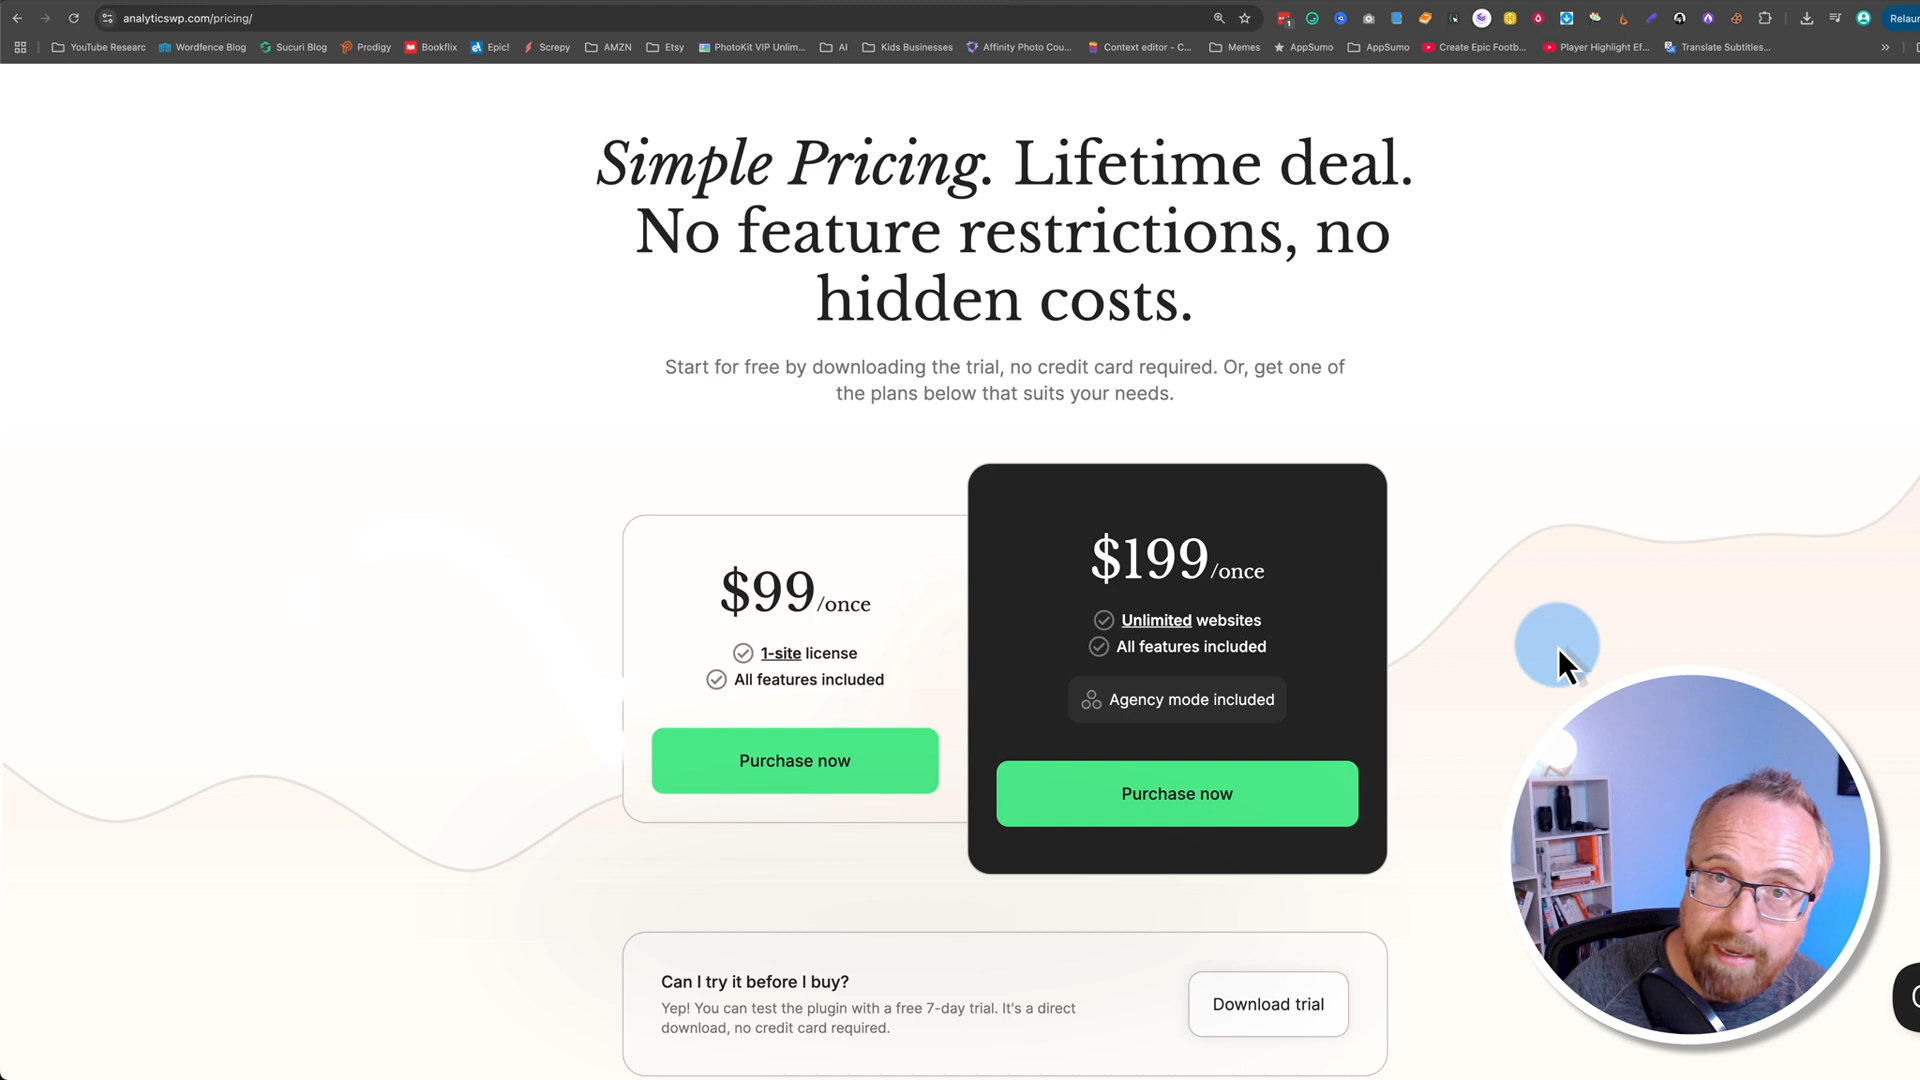 analyticswp.com/pricing/
Relau
YouTube Researc
Wordfence Blog
Sucuri Blog
Prodigy
Bookflix
Epic!
Screpy
AMZN
Etsy
PhotoKit VIP Unlim...
AI
Kids Businesses
Affinity Photo Cou...
Context editor - C...
Memes
AppSumo
AppSumo
Create Epic Footb...
Player Highlight Ef...
Translate Subtitles...
Simple Pricing. Lifetime deal.
No feature restrictions, no
hidden costs.
Start for free by downloading the trial, no credit card required. Or, get one of
the plans below that suits your needs.
$99/once
1-site license
All features included
Purchase now
$199/once
Unlimited websites
All features included
Agency mode included
Purchase now
Can I try it before I buy?
Yep! You can test the plugin with a free 7-day trial. It's a direct
download, no credit card required.
Download trial